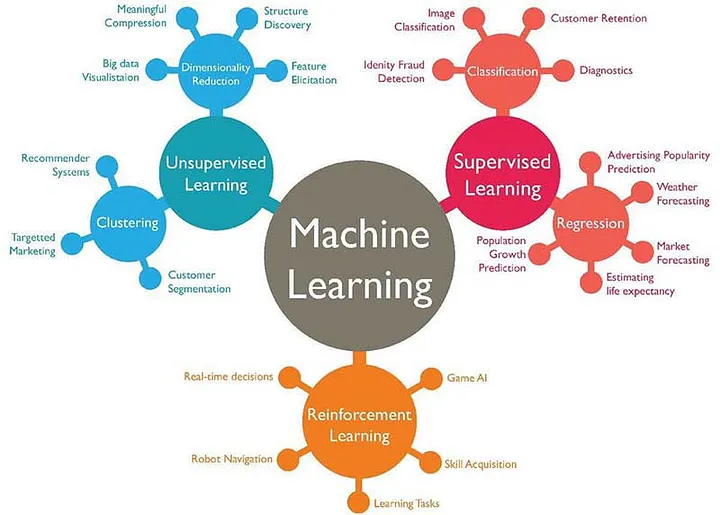 Meaningful
Compression
Structure
Discovery
Big data
Visualistaion
Dimensionality
Reduction
Feature
Elicitation
Unsupervised
Learning
Recommender
Systems
Clustering
Targetted
Marketing
Customer
Segmentation
Machine
Learning
Image
Classification
Customer Retention
Idenity Fraud
Detection
Classification
Diagnostics
Supervised
Learning
Advertising Popularity
Prediction
Weather
Forecasting
Regression
Population
Growth
Prediction
Market
Forecasting
Estimating
life expectancy
Real-time decisions
Game AI
Reinforcement
Learning
Robot Navigation
Skill Acquisition
Learning Tasks